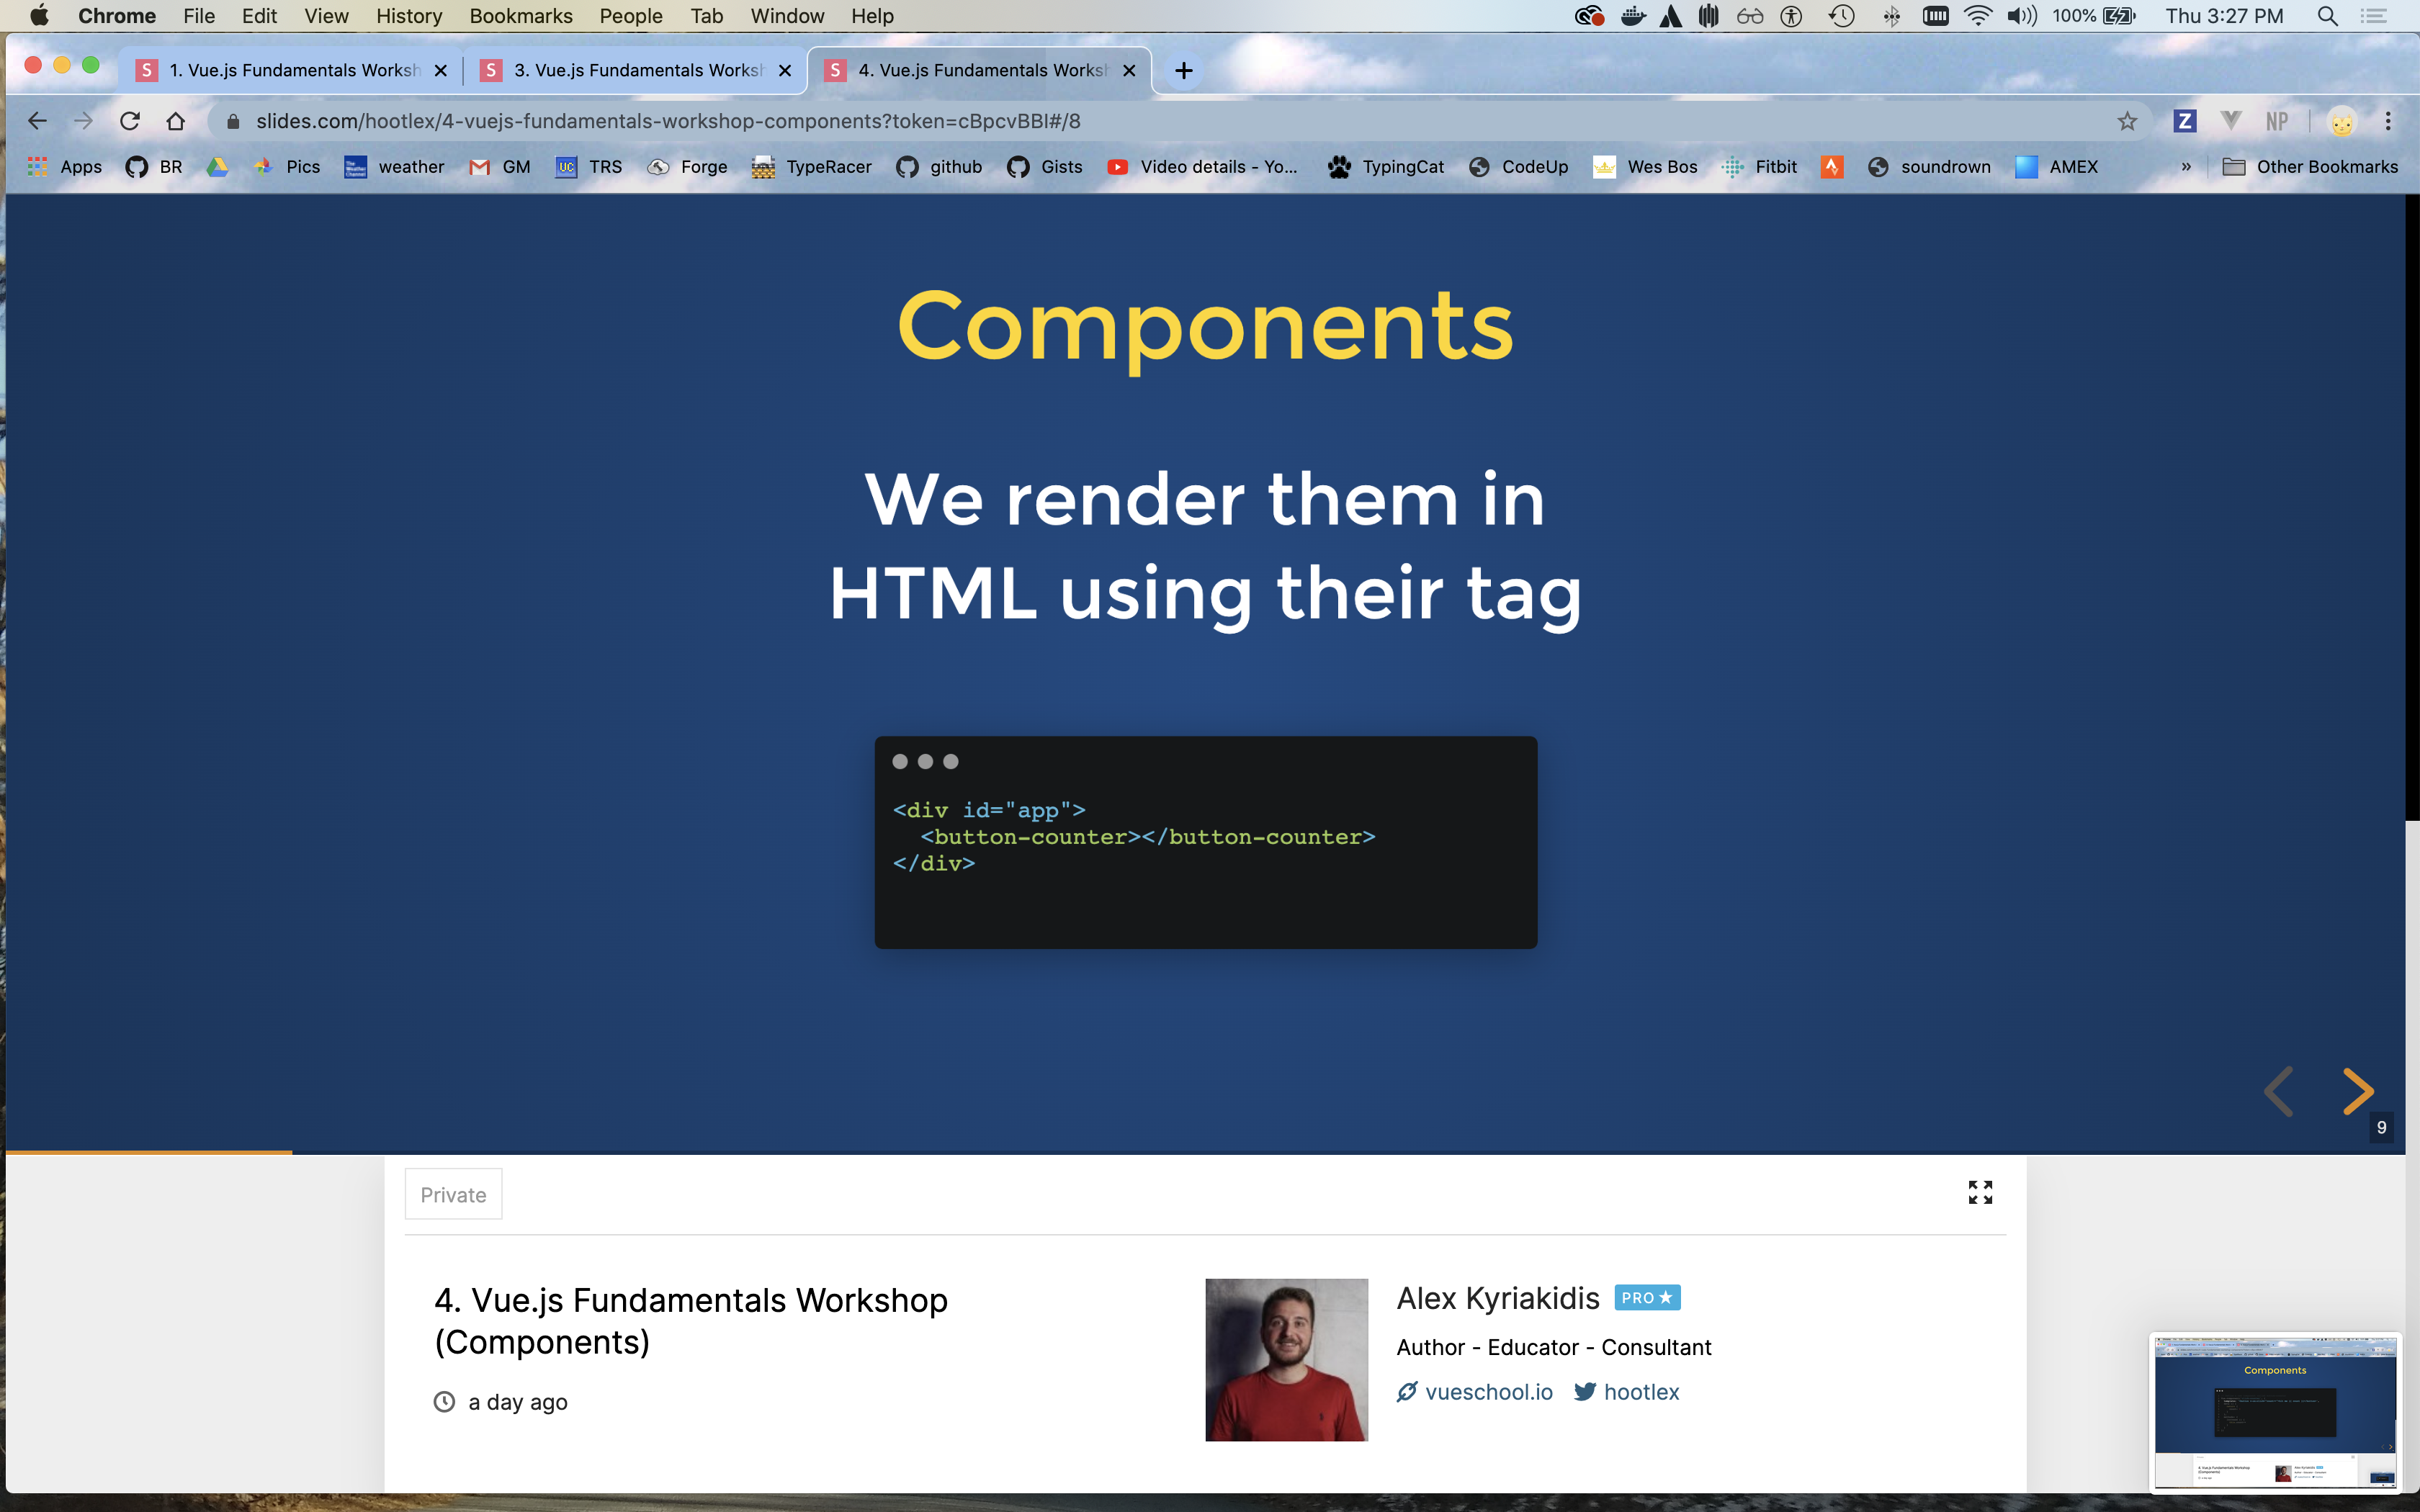 Chrome File Edit View History Bookmarks People Tab Window Help 100% Thu 3:27 PM
S 1. Vue.js Fundamentals Worksh S 3. Vue.js Fundamentals Worksh S 4. Vue.js Fundamentals Worksh
slides.com/hootlex/4-vuejs-fundamentals-workshop-components?token=cBpcvBBI#/8 Z NP
Apps BR Pics weather GM UC TRS Forge TypeRacer github Gists Video details - Yo... TypingCat CodeUp Wes Bos Fitbit soundrown AMEX » Other Bookmarks
Components
We render them in
HTML using their tag
<div id="app">
  <button-counter></button-counter>
</div>
9
Private
4. Vue.js Fundamentals Workshop
(Components)
a day ago
Alex Kyriakidis PRO
Author - Educator - Consultant
vueschool.io hootlex
Components